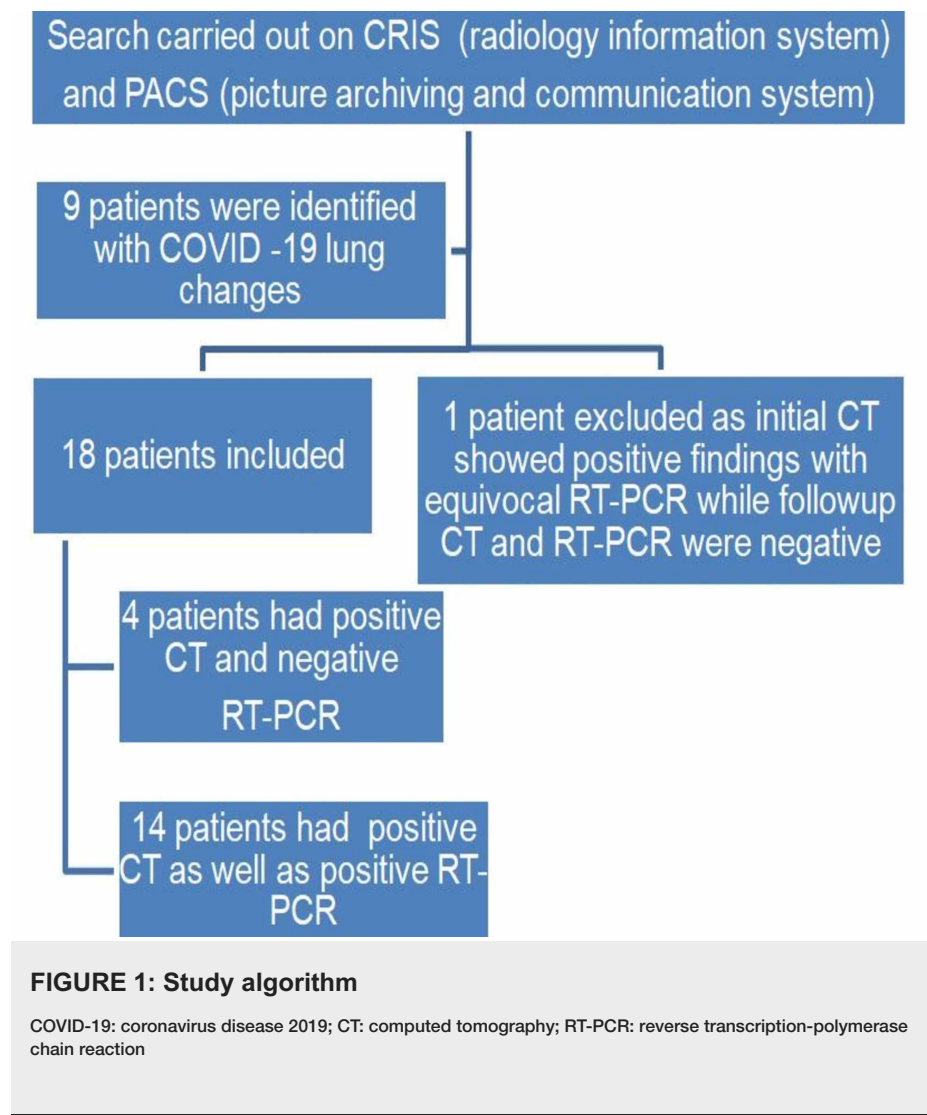 Search carried out on CRIS (radiology information system)
and PACS (picture archiving and communication system)
9 patients were identified
with COVID -19 lung
changes
18 patients included
1 patient excluded as initial CT
showed positive findings with
equivocal RT-PCR while followup
CT and RT-PCR were negative
4 patients had positive
CT and negative
RT-PCR
14 patients had positive
CT as well as positive RT-
PCR
FIGURE 1: Study algorithm
COVID-19: coronavirus disease 2019; CT: computed tomography; RT-PCR: reverse transcription-polymerase
chain reaction